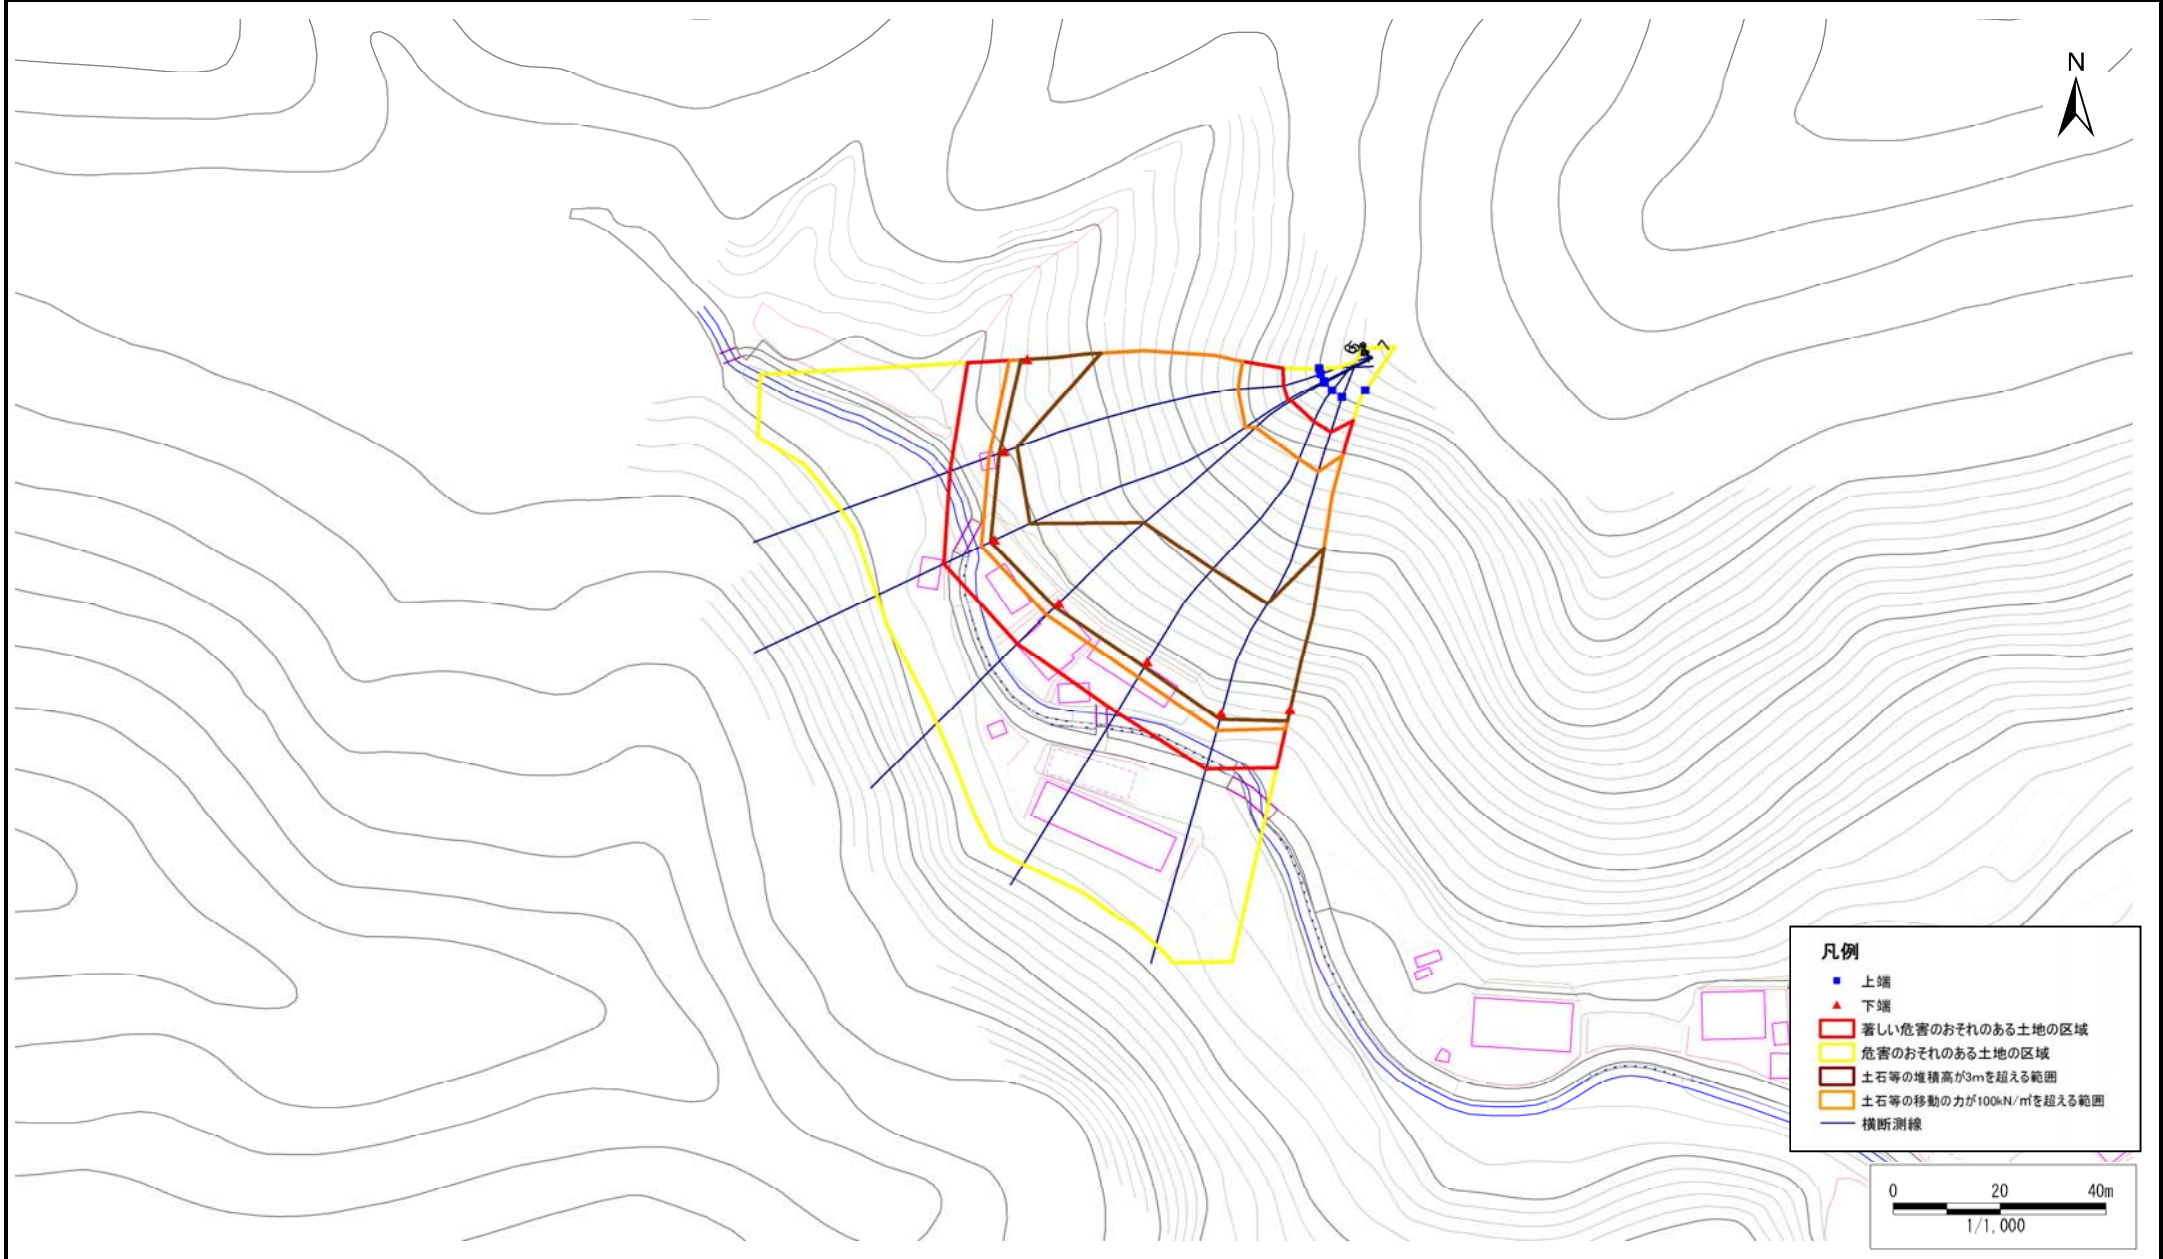 N
凡例
上端
下端
著しい危害のおそれのある土地の区域
危害のおそれのある土地の区域
土石等の堆積高が3mを超える範囲
土石等の移動の力が100kN/㎡を超える範囲
横断測線
0 20 40m
1/1,000